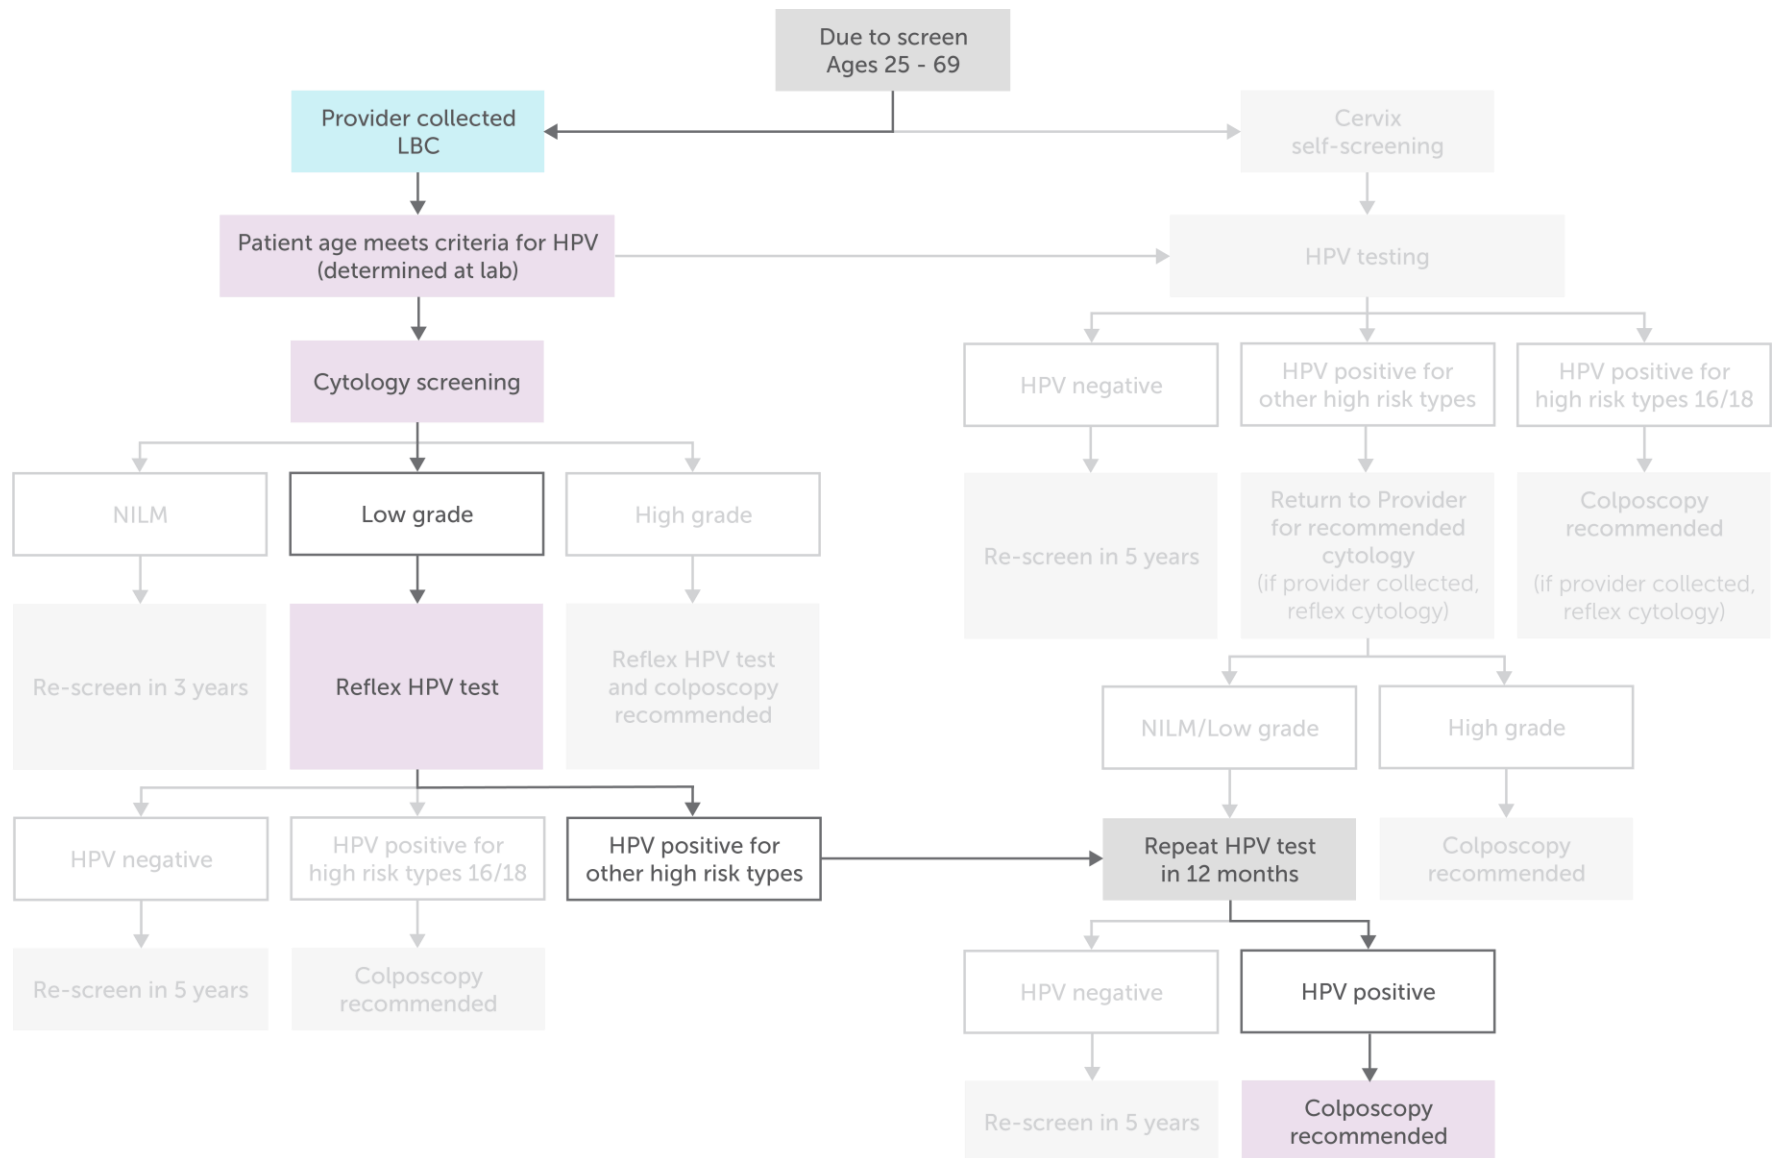 Due to screen
Ages 25 - 69
Provider collected
LBC
Cervix
self-screening
Patient age meets criteria for HPV
(determined at lab)
HPV testing
Cytology screening
HPV negative
HPV positive for
other high risk types
HPV positive for
high risk types 16/18
NILM
Low grade
High grade
Re-screen in 5 years
Return to Provider
for recommended
cytology
(if provider collected,
reflex cytology)
Colposcopy
recommended
(if provider collected,
reflex cytology)
Re-screen in 3 years
Reflex HPV test
Reflex HPV test
and colposcopy
recommended
NILM/Low grade
High grade
HPV negative
HPV positive for
high risk types 16/18
HPV positive for
other high risk types
Repeat HPV test
in 12 months
Colposcopy
recommended
Re-screen in 5 years
Colposcopy
recommended
HPV negative
HPV positive
Re-screen in 5 years
Colposcopy
recommended